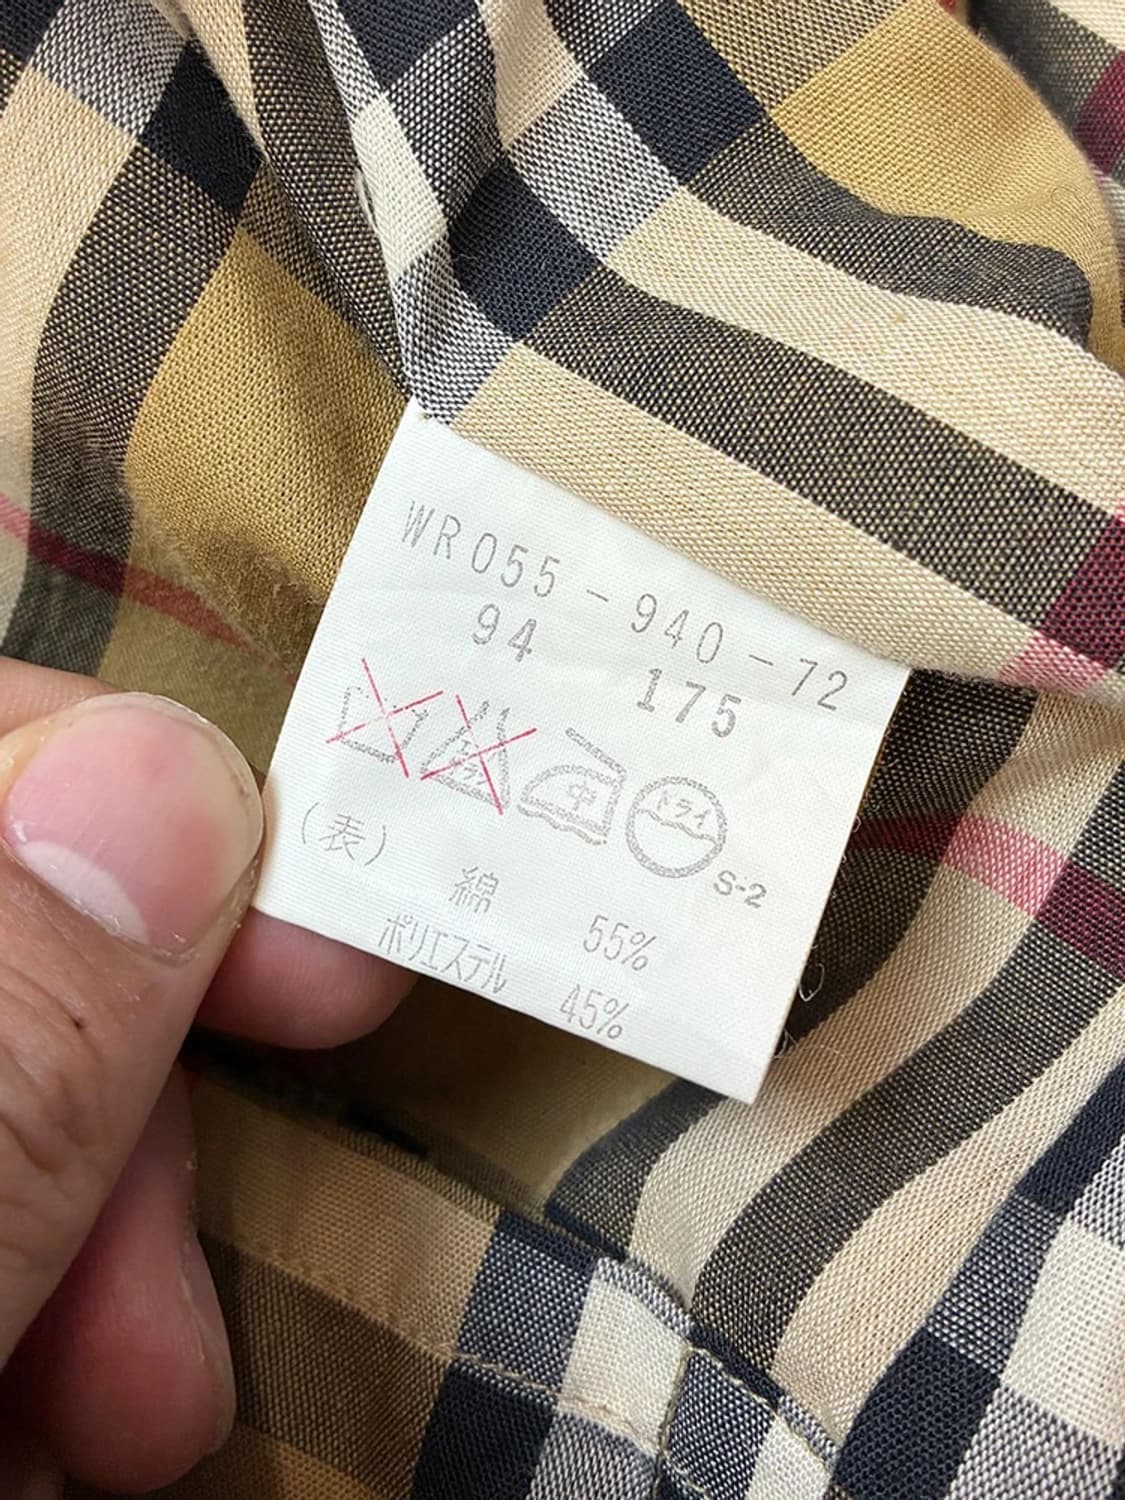 WR055-940-72
94 175
中 ドライ
S-2
(表)
綿 55%
ポリエステル 45%